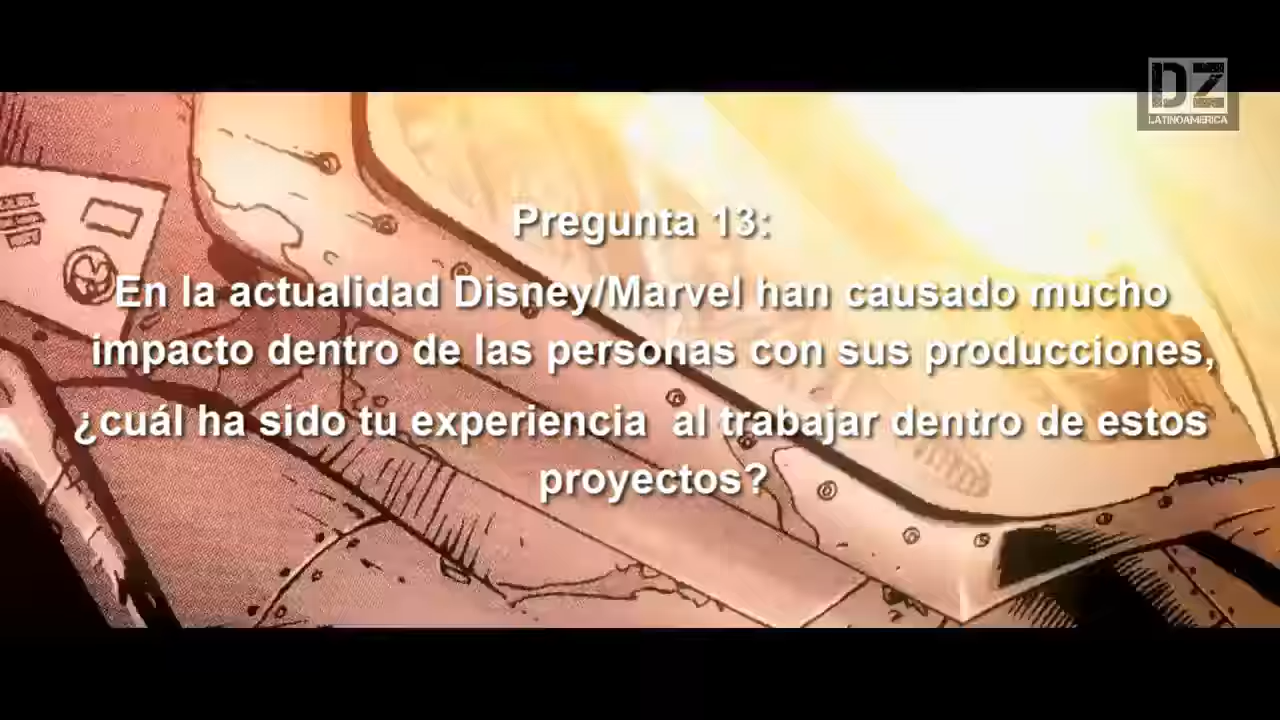 DZ
LATINOAMERICA
Pregunta 13:
En la actualidad Disney/Marvel han causado mucho
impacto dentro de las personas con sus producciones,
¿cuál ha sido tu experiencia  al trabajar dentro de estos
proyectos?